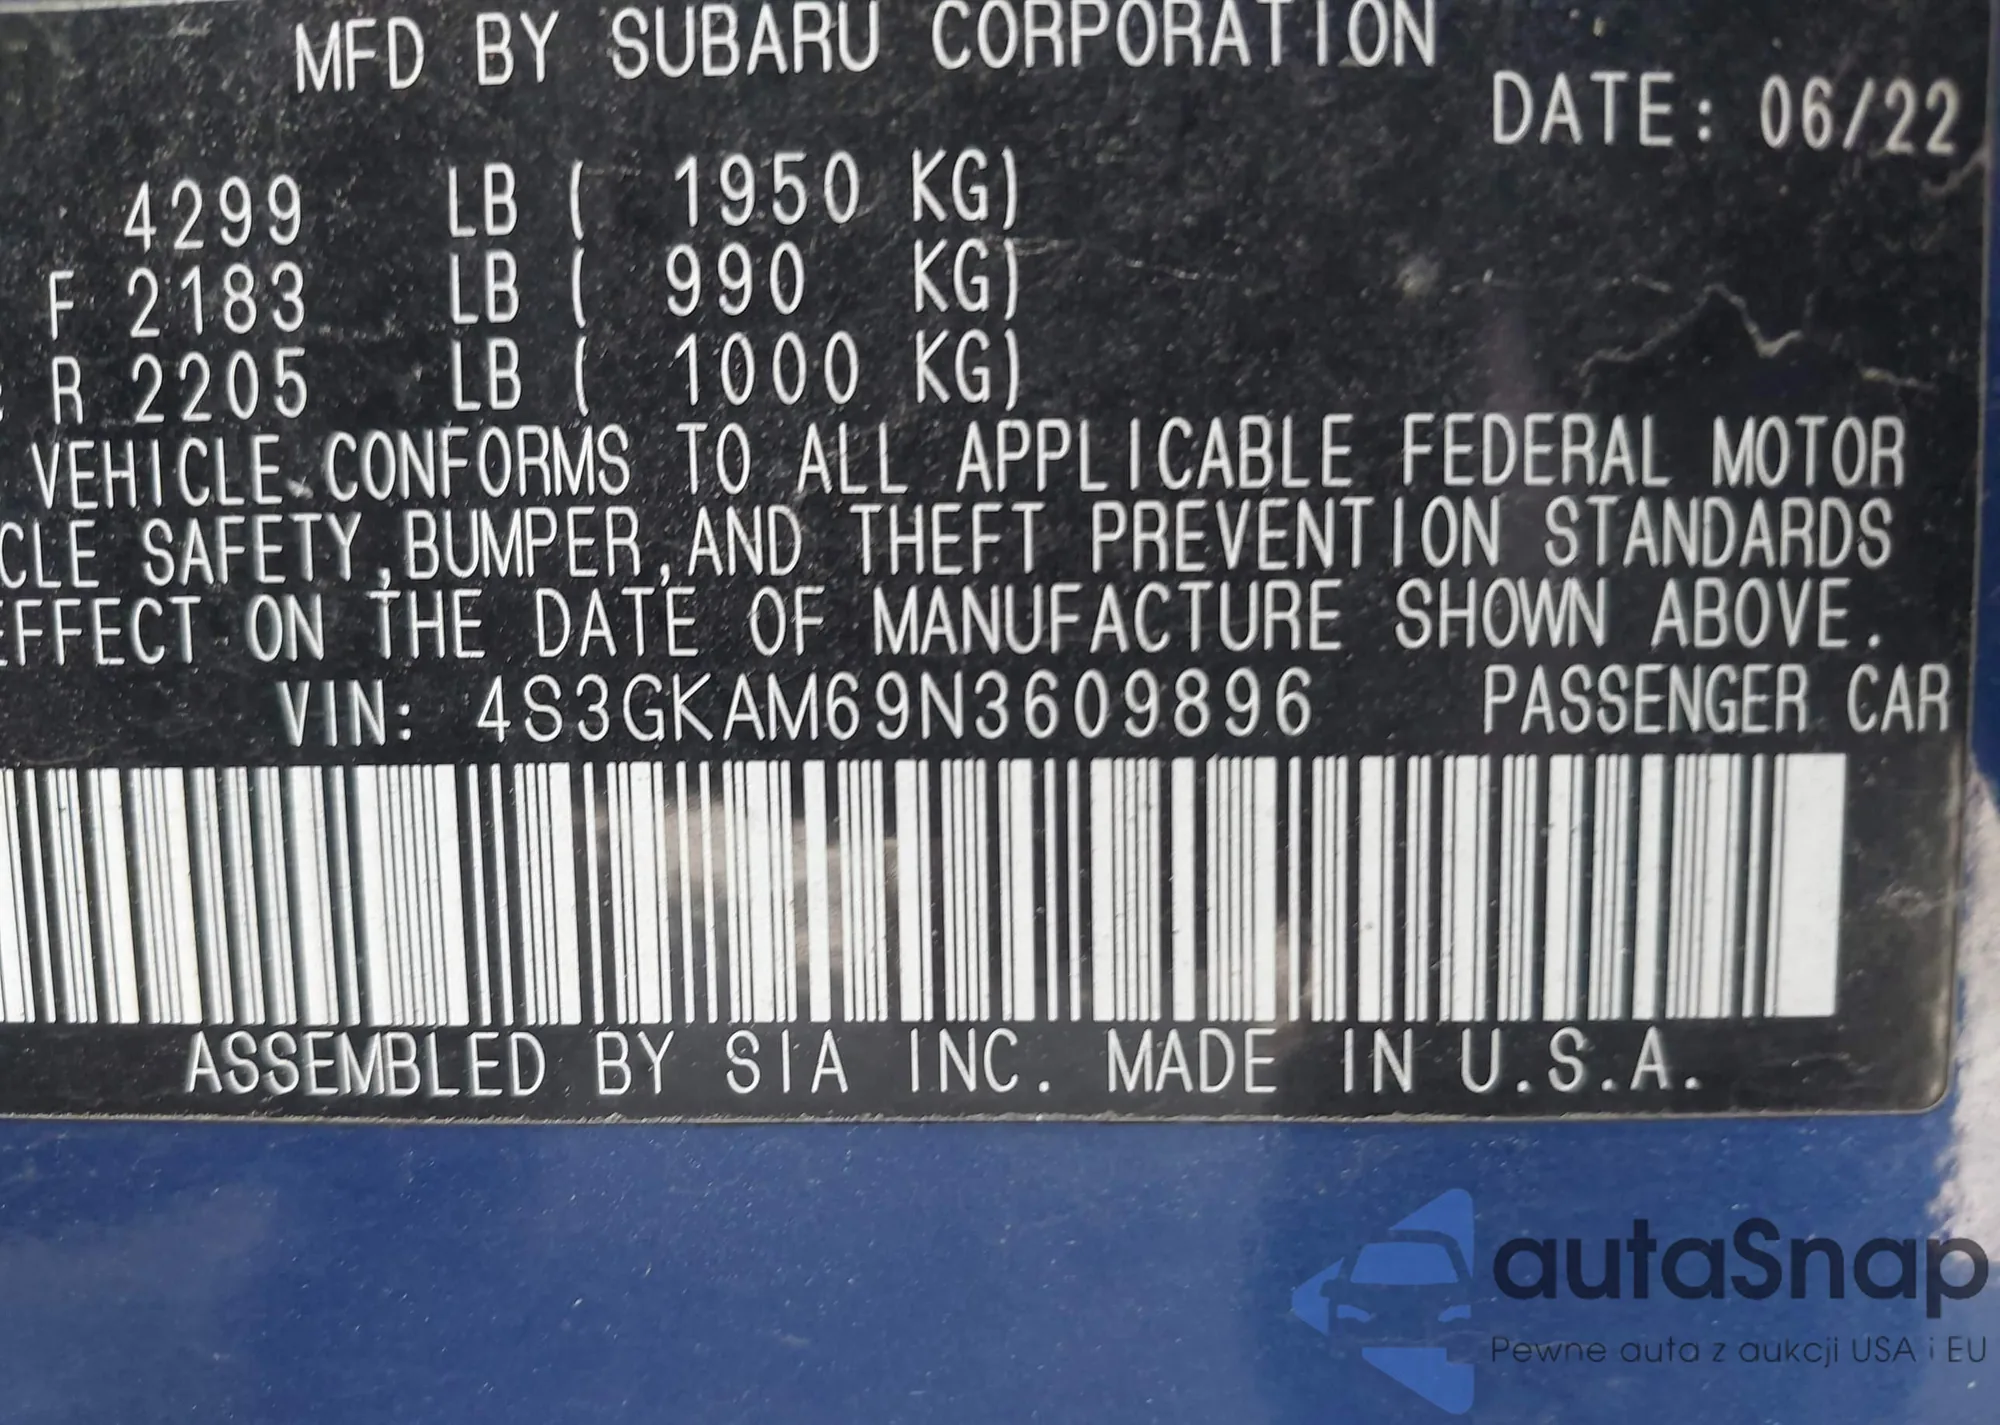 MFD BY SUBARU CORPORATION
DATE: 06/22
4299 LB ( 1950 KG)
F 2183 LB ( 990 KG)
R 2205 LB ( 1000 KG)
VEHICLE CONFORMS TO ALL APPLICABLE FEDERAL MOTOR
CLE SAFETY,BUMPER,AND THEFT PREVENTION STANDARDS
EFFECT ON THE DATE OF MANUFACTURE SHOWN ABOVE.
VIN: 4S3GKAM69N3609896 PASSENGER CAR
ASSEMBLED BY SIA INC. MADE IN U.S.A.
autaSnap
Pewne auta z aukcji USA i EU